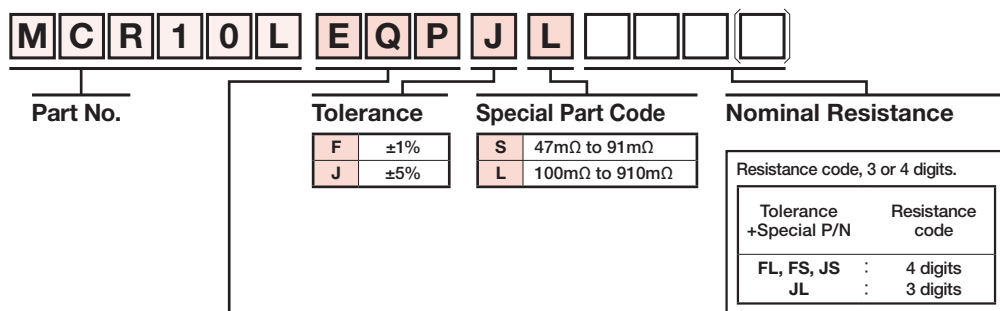 M C R 1 0 L E Q P J L
Part No.
Tolerance
F ±1%
J ±5%
Special Part Code
S 47mΩ to 91mΩ
L 100mΩ to 910mΩ
Nominal Resistance
Resistance code, 3 or 4 digits.
Tolerance +Special P/N
Resistance code
FL, FS, JS : 4 digits
JL : 3 digits